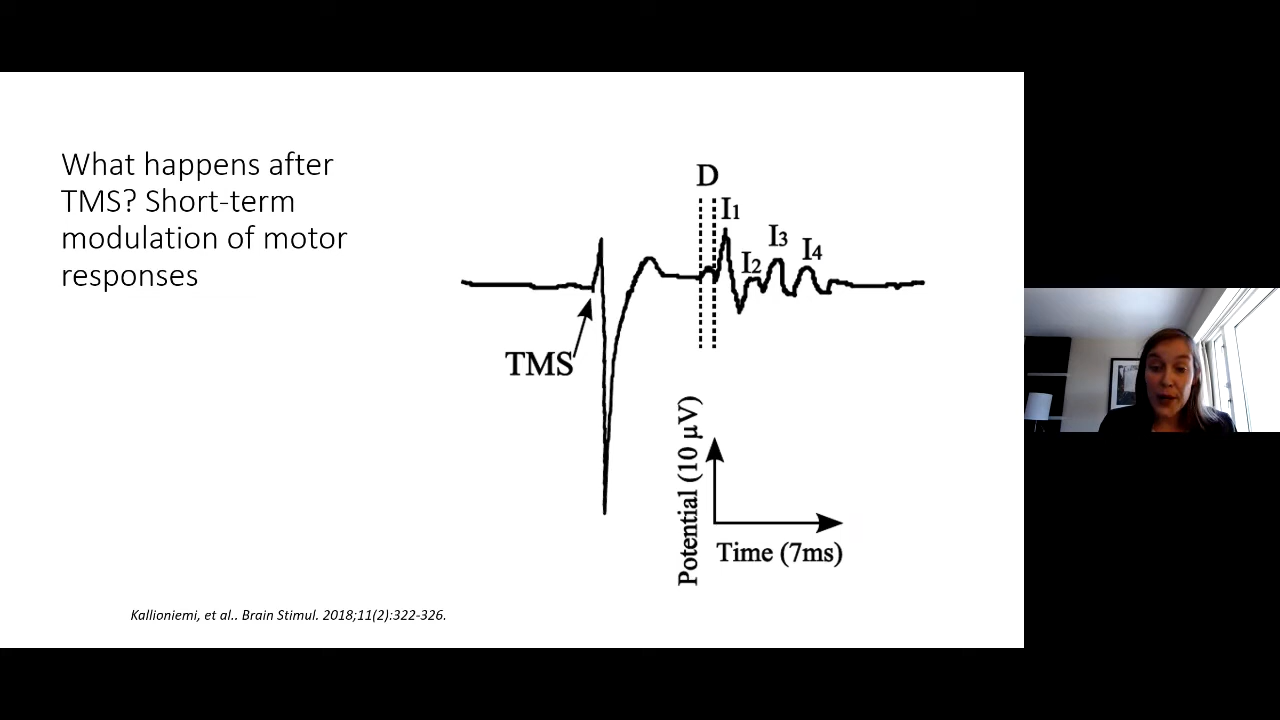 What happens after
TMS? Short-term
modulation of motor
responses
D
I1
I2
I3
I4
TMS
Potential (10 µV)
Time (7ms)
Kallioniemi, et al.. Brain Stimul. 2018;11(2):322-326.